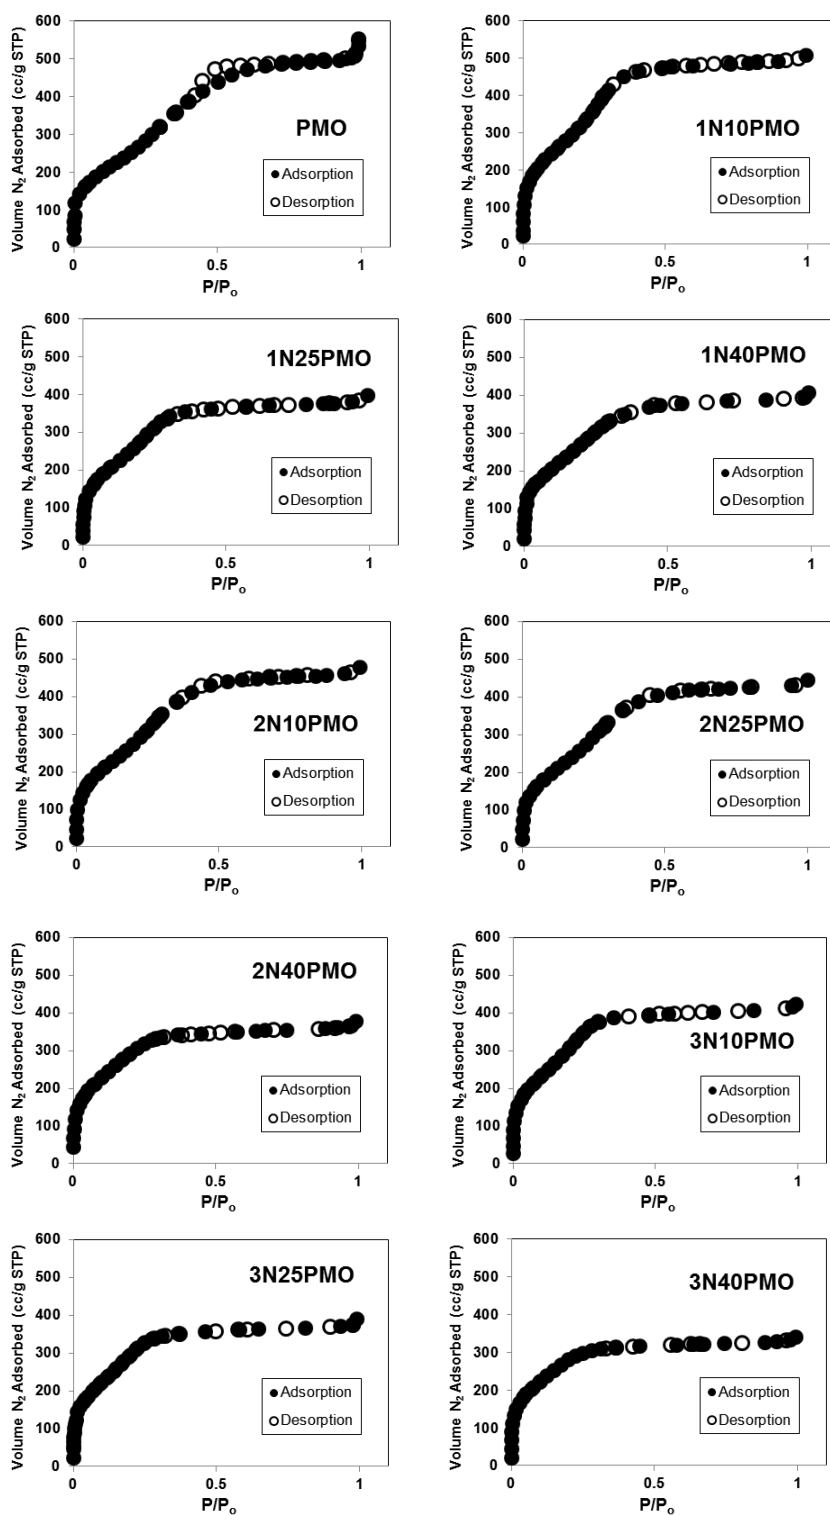 Volume N₂ Adsorbed (cc/g STP)
600
500
400
300
200
100
0
PMO
Adsorption
Desorption
0
0.5
1
P/Pₒ
Volume N₂ Adsorbed (cc/g STP)
600
500
400
300
200
100
0
1N10PMO
Adsorption
Desorption
0
0.5
1
P/Pₒ
Volume N₂ Adsorbed (cc/g STP)
600
500
400
300
200
100
0
1N25PMO
Adsorption
Desorption
0
0.5
1
P/Pₒ
Volume N₂ Adsorbed (cc/g STP)
600
500
400
300
200
100
0
1N40PMO
Adsorption
Desorption
0
0.5
1
P/Pₒ
Volume N₂ Adsorbed (cc/g STP)
600
500
400
300
200
100
0
2N10PMO
Adsorption
Desorption
0
0.5
1
P/Pₒ
Volume N₂ Adsorbed (cc/g STP)
600
500
400
300
200
100
0
2N25PMO
Adsorption
Desorption
0
0.5
1
P/Pₒ
Volume N₂ Adsorbed (cc/g STP)
600
500
400
300
200
100
0
2N40PMO
Adsorption
Desorption
0
0.5
1
P/Pₒ
Volume N₂ Adsorbed (cc/g STP)
600
500
400
300
200
100
0
3N10PMO
Adsorption
Desorption
0
0.5
1
P/Pₒ
Volume N₂ Adsorbed (cc/g STP)
600
500
400
300
200
100
0
3N25PMO
Adsorption
Desorption
0
0.5
1
P/Pₒ
Volume N₂ Adsorbed (cc/g STP)
600
500
400
300
200
100
0
3N40PMO
Adsorption
Desorption
0
0.5
1
P/Pₒ